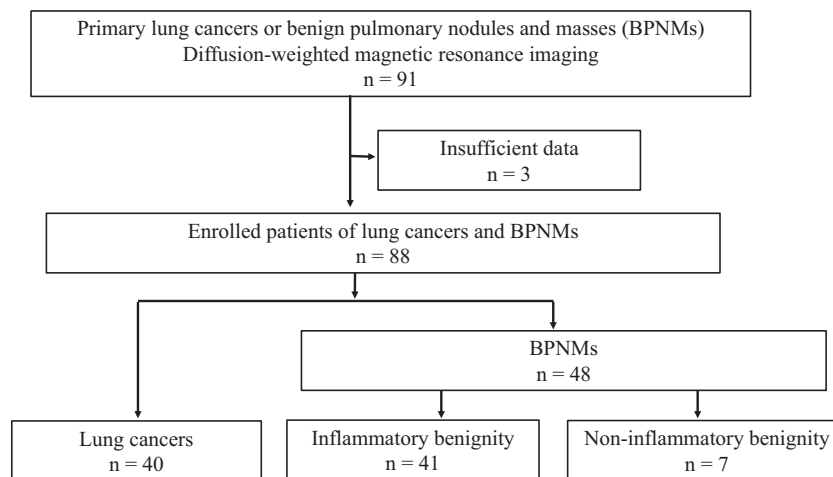 Primary lung cancers or benign pulmonary nodules and masses (BPNMs)
Diffusion-weighted magnetic resonance imaging
n = 91
Insufficient data
n = 3
Enrolled patients of lung cancers and BPNMs
n = 88
BPNMs
n = 48
Lung cancers
n = 40
Inflammatory benignity
n = 41
Non-inflammatory benignity
n = 7